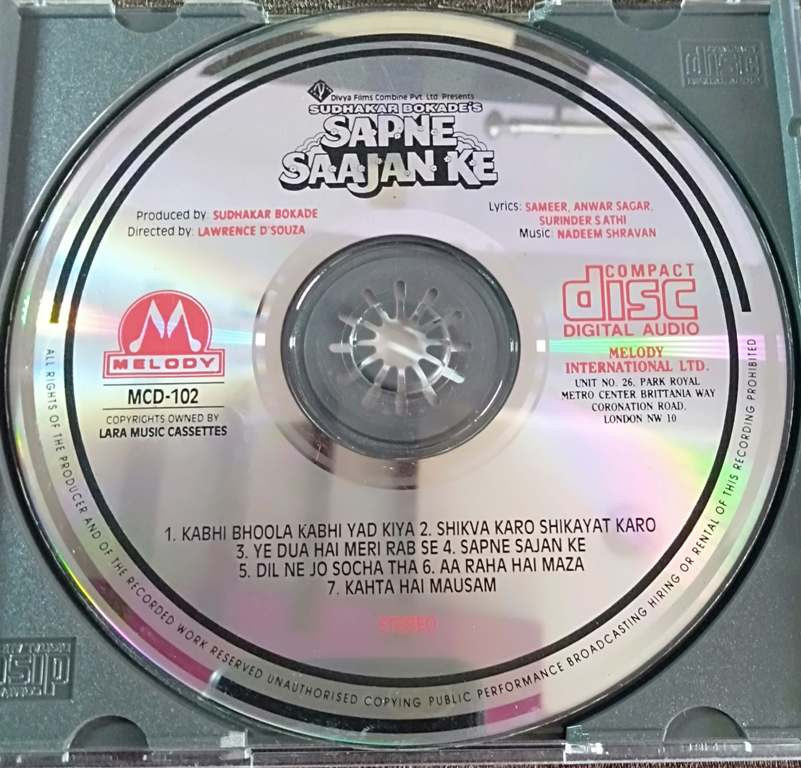 Divya Films Combine Pvt. Ltd. Presents
SUDHAKAR BOKADE'S
SAPNE
SAAJAN KE
Produced by: SUDHAKAR BOKADE
Directed by: LAWRENCE D'SOUZA
Lyrics: SAMEER, ANWAR SAGAR,
SURINDER SATHI
Music: NADEEM SHRAVAN
MELODY
MCD-102
COPYRIGHTS OWNED BY
LARA MUSIC CASSETTES
COMPACT
disc
DIGITAL AUDIO
MELODY
INTERNATIONAL LTD.
UNIT NO. 26, PARK ROYAL
METRO CENTER BRITTANIA WAY
CORONATION ROAD,
LONDON NW 10
1. KABHI BHOOLA KABHI YAD KIYA 2. SHIKVA KARO SHIKAYAT KARO
3. YE DUA HAI MERI RAB SE 4. SAPNE SAJAN KE
5. DIL NE JO SOCHA THA 6. AA RAHA HAI MAZA
7. KAHTA HAI MAUSAM
STEREO
ALL RIGHTS OF THE PRODUCER AND OF THE RECORDED WORK RESERVED UNAUTHORISED COPYING PUBLIC PERFORMANCE BROADCASTING HIRING OR RENTAL OF THIS RECORDING PROHIBITED
disc
disc